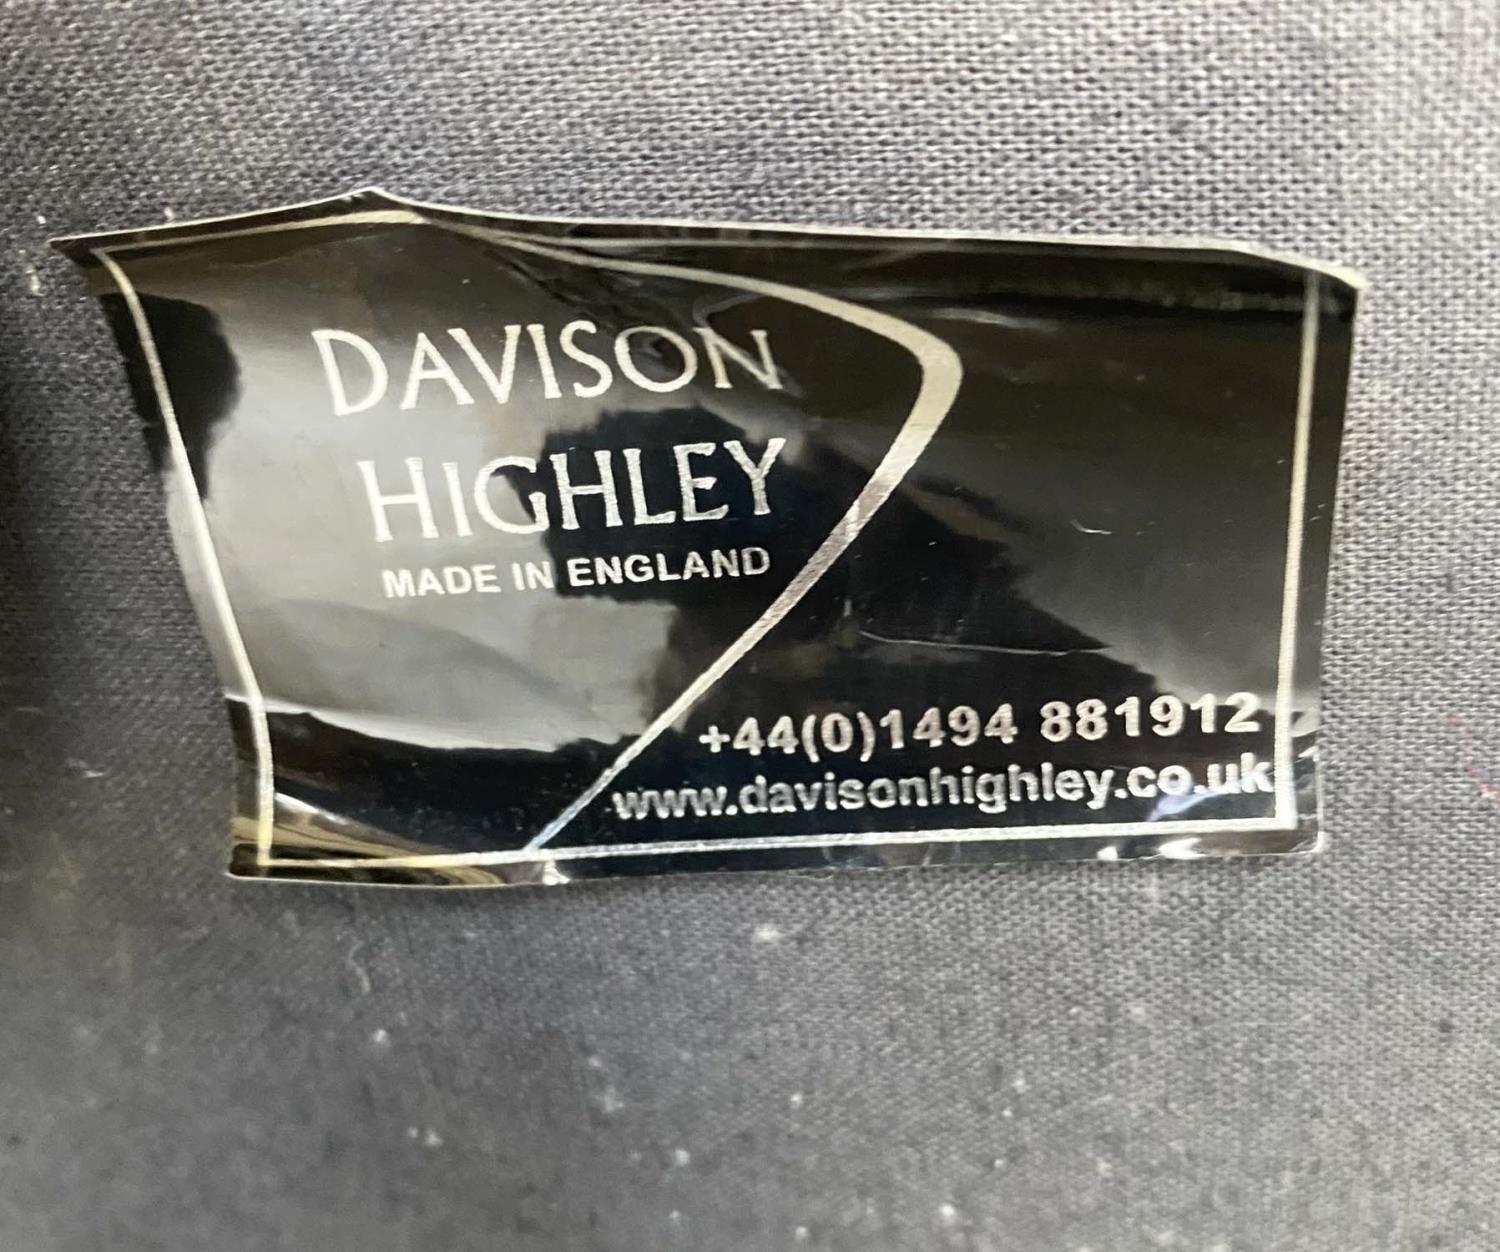 DAVISON
HIGHLEY
MADE IN ENGLAND
+44(0)1494 881912
www.davisonhighley.co.uk